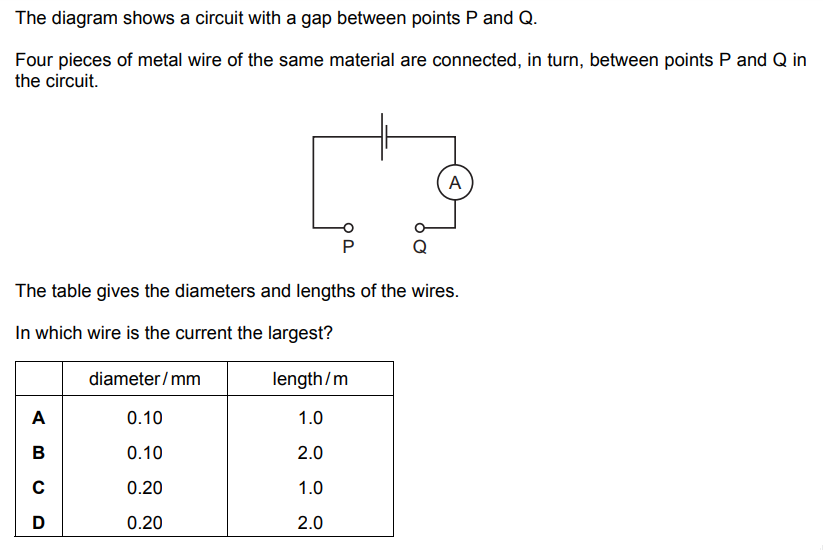 The diagram shows a circuit with a gap between points P and Q.
Four pieces of metal wire of the same material are connected, in turn, between points P and Q in
the circuit.
A
P Q
The table gives the diameters and lengths of the wires.
In which wire is the current the largest?
diameter/mm length/m
A 0.10 1.0
B 0.10 2.0
C 0.20 1.0
D 0.20 2.0